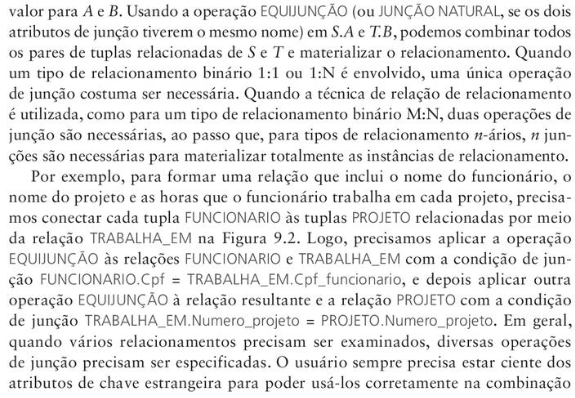 valor para A e B. Usando a operação EQUIJUNÇÃO (ou JUNÇÃO NATURAL, se os dois
atributos de junção tiverem o mesmo nome) em S.A e T.B, podemos combinar todos
os pares de tuplas relacionadas de S e T e materializar o relacionamento. Quando
um tipo de relacionamento binário 1:1 ou 1:N é envolvido, uma única operação
de junção costuma ser necessária. Quando a técnica de relação de relacionamento
é utilizada, como para um tipo de relacionamento binário M:N, duas operações de
junção são necessárias, ao passo que, para tipos de relacionamento n-ários, n jun-
ções são necessárias para materializar totalmente as instâncias de relacionamento.
Por exemplo, para formar uma relação que inclui o nome do funcionário, o
nome do projeto e as horas que o funcionário trabalha em cada projeto, precisa-
mos conectar cada tupla FUNCIONARIO às tuplas PROJETO relacionadas por meio
da relação TRABALHA_EM na Figura 9.2. Logo, precisamos aplicar a operação
EQUIJUNÇÃO às relações FUNCIONARIO e TRABALHA_EM com a condição de jun-
ção FUNCIONARIO.Cpf = TRABALHA_EM.Cpf_funcionario, e depois aplicar outra
operação EQUIJUNÇÃO à relação resultante e a relação PROJETO com a condição
de junção TRABALHA_EM.Numero_projeto = PROJETO.Numero_projeto. Em geral,
quando vários relacionamentos precisam ser examinados, diversas operações
de junção precisam ser especificadas. O usuário sempre precisa estar ciente dos
atributos de chave estrangeira para poder usá-los corretamente na combinação